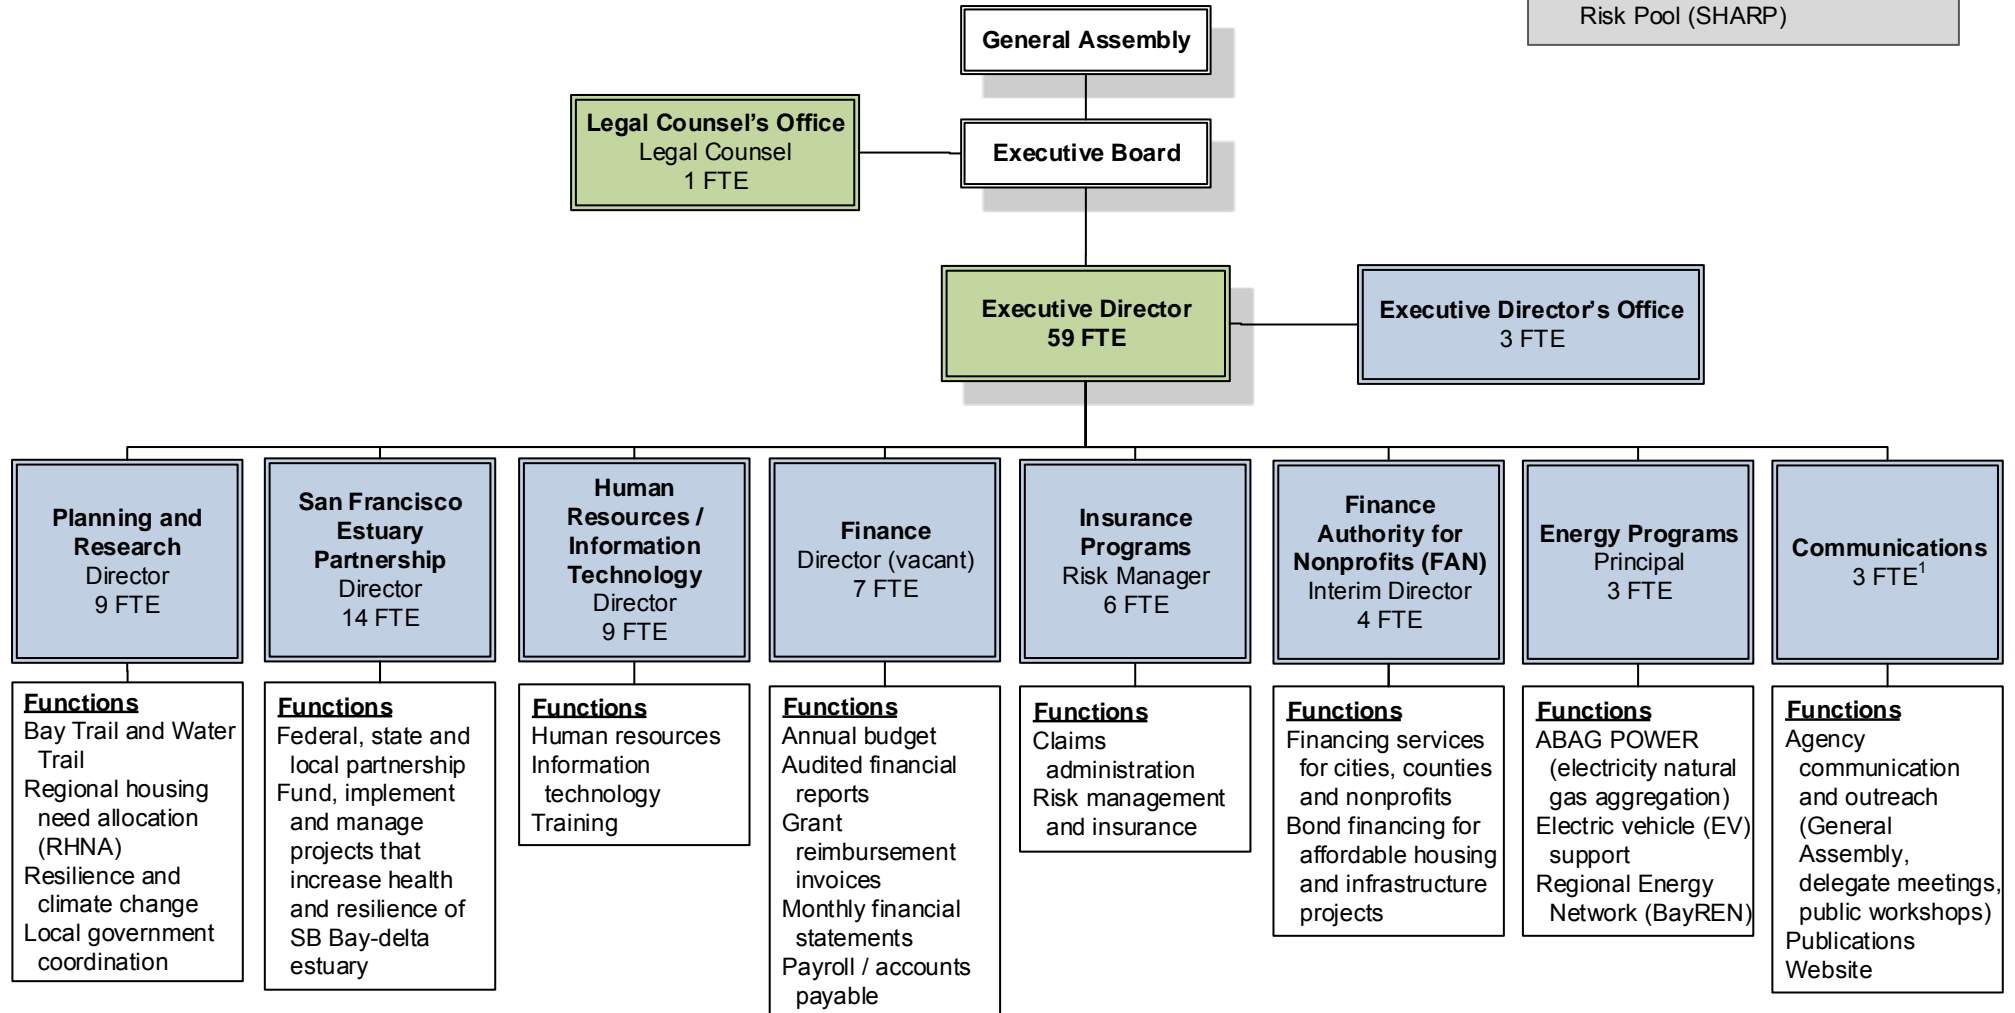 Risk Pool (SHARP)
General Assembly
Legal Counsel's Office
Legal Counsel
1 FTE
Executive Board
Executive Director
59 FTE
Executive Director's Office
3 FTE
Planning and
Research
Director
9 FTE
San Francisco
Estuary
Partnership
Director
14 FTE
Human
Resources /
Information
Technology
Director
9 FTE
Finance
Director (vacant)
7 FTE
Insurance
Programs
Risk Manager
6 FTE
Finance
Authority for
Nonprofits (FAN)
Interim Director
4 FTE
Energy Programs
Principal
3 FTE
Communications
3 FTE¹
Functions
Bay Trail and Water
Trail
Regional housing
need allocation
(RHNA)
Resilience and
climate change
Local government
coordination
Functions
Federal, state and
local partnership
Fund, implement
and manage
projects that
increase health
and resilience of
SB Bay-delta
estuary
Functions
Human resources
Information
technology
Training
Functions
Annual budget
Audited financial
reports
Grant
reimbursement
invoices
Monthly financial
statements
Payroll / accounts
payable
Functions
Claims
administration
Risk management
and insurance
Functions
Financing services
for cities, counties
and nonprofits
Bond financing for
affordable housing
and infrastructure
projects
Functions
ABAG POWER
(electricity natural
gas aggregation)
Electric vehicle (EV)
support
Regional Energy
Network (BayREN)
Functions
Agency
communication
and outreach
(General
Assembly,
delegate meetings,
public workshops)
Publications
Website